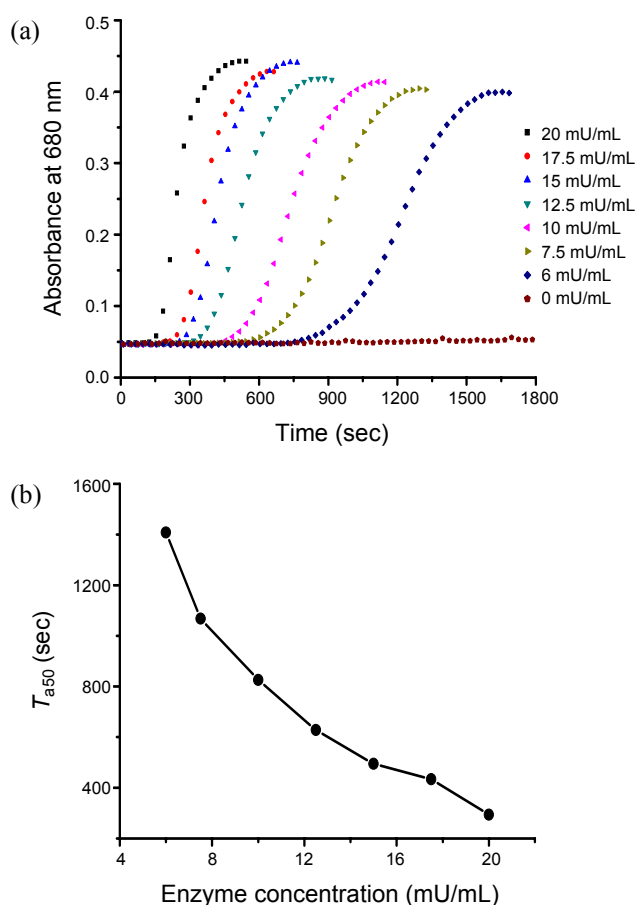 (a)
0.5
0.4
0.3
0.2
0.1
0.0
Absorbance at 680 nm
20 mU/mL
17.5 mU/mL
15 mU/mL
12.5 mU/mL
10 mU/mL
7.5 mU/mL
6 mU/mL
0 mU/mL
0 300 600 900 1200 1500 1800
Time (sec)
(b)
1600
1200
800
400
Ta50 (sec)
4 8 12 16 20
Enzyme concentration (mU/mL)